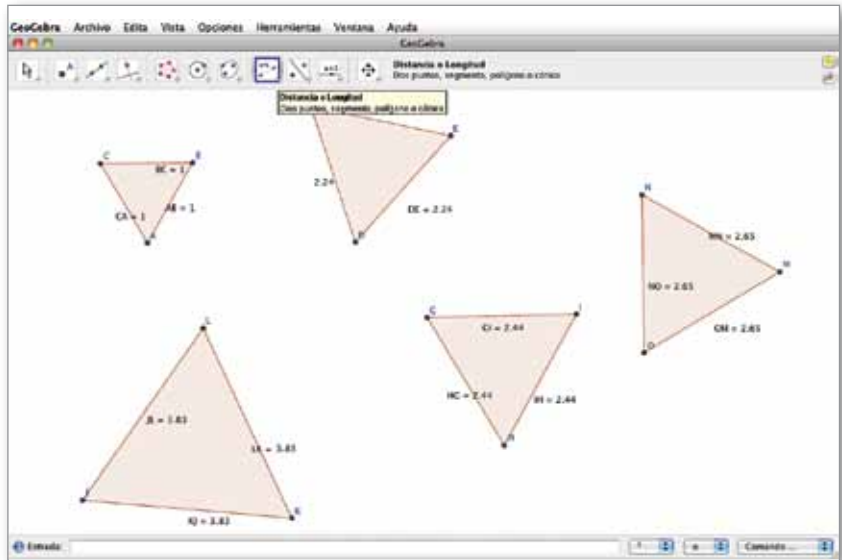 GeoGebra Archivo Edita Vista Opciones Herramientas Ventana Ayuda
GeoGebra
Distancia o Longitud
Dos puntos, segmento, polígono o cónica
Distancia o Longitud
Dos puntos, segmento, polígono o cónica
E
C
B
BC = 1
2.24
CA = 1
AB = 1
DE = 2.24
A
D
N
MN = 2.65
M
NO = 2.65
OM = 2.65
O
L
I
GI = 2.44
JL = 3.83
HG = 2.44
IH = 2.44
LK = 3.83
H
J
K
KJ = 3.83
Entrada:
Comando ...